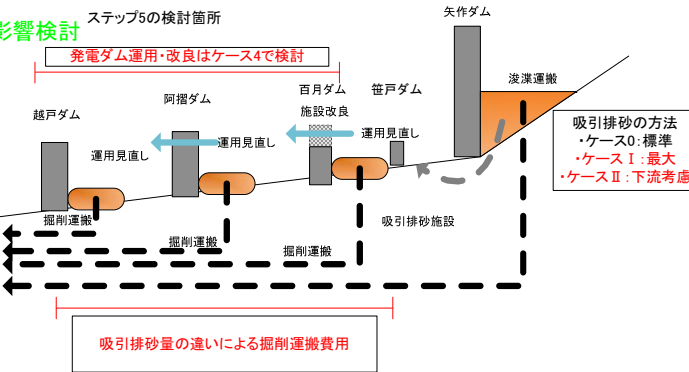 影響検討
ステップ5の検討箇所
発電ダム運用・改良はケース4で検討
矢作ダム
浚渫運搬
百月ダム
笹戸ダム
施設改良
阿摺ダム
越戸ダム
運用見直し
運用見直し
運用見直し
吸引排砂の方法
・ケース0:標準
・ケースⅠ:最大
・ケースⅡ:下流考慮
吸引排砂施設
掘削運搬
掘削運搬
掘削運搬
吸引排砂量の違いによる掘削運搬費用